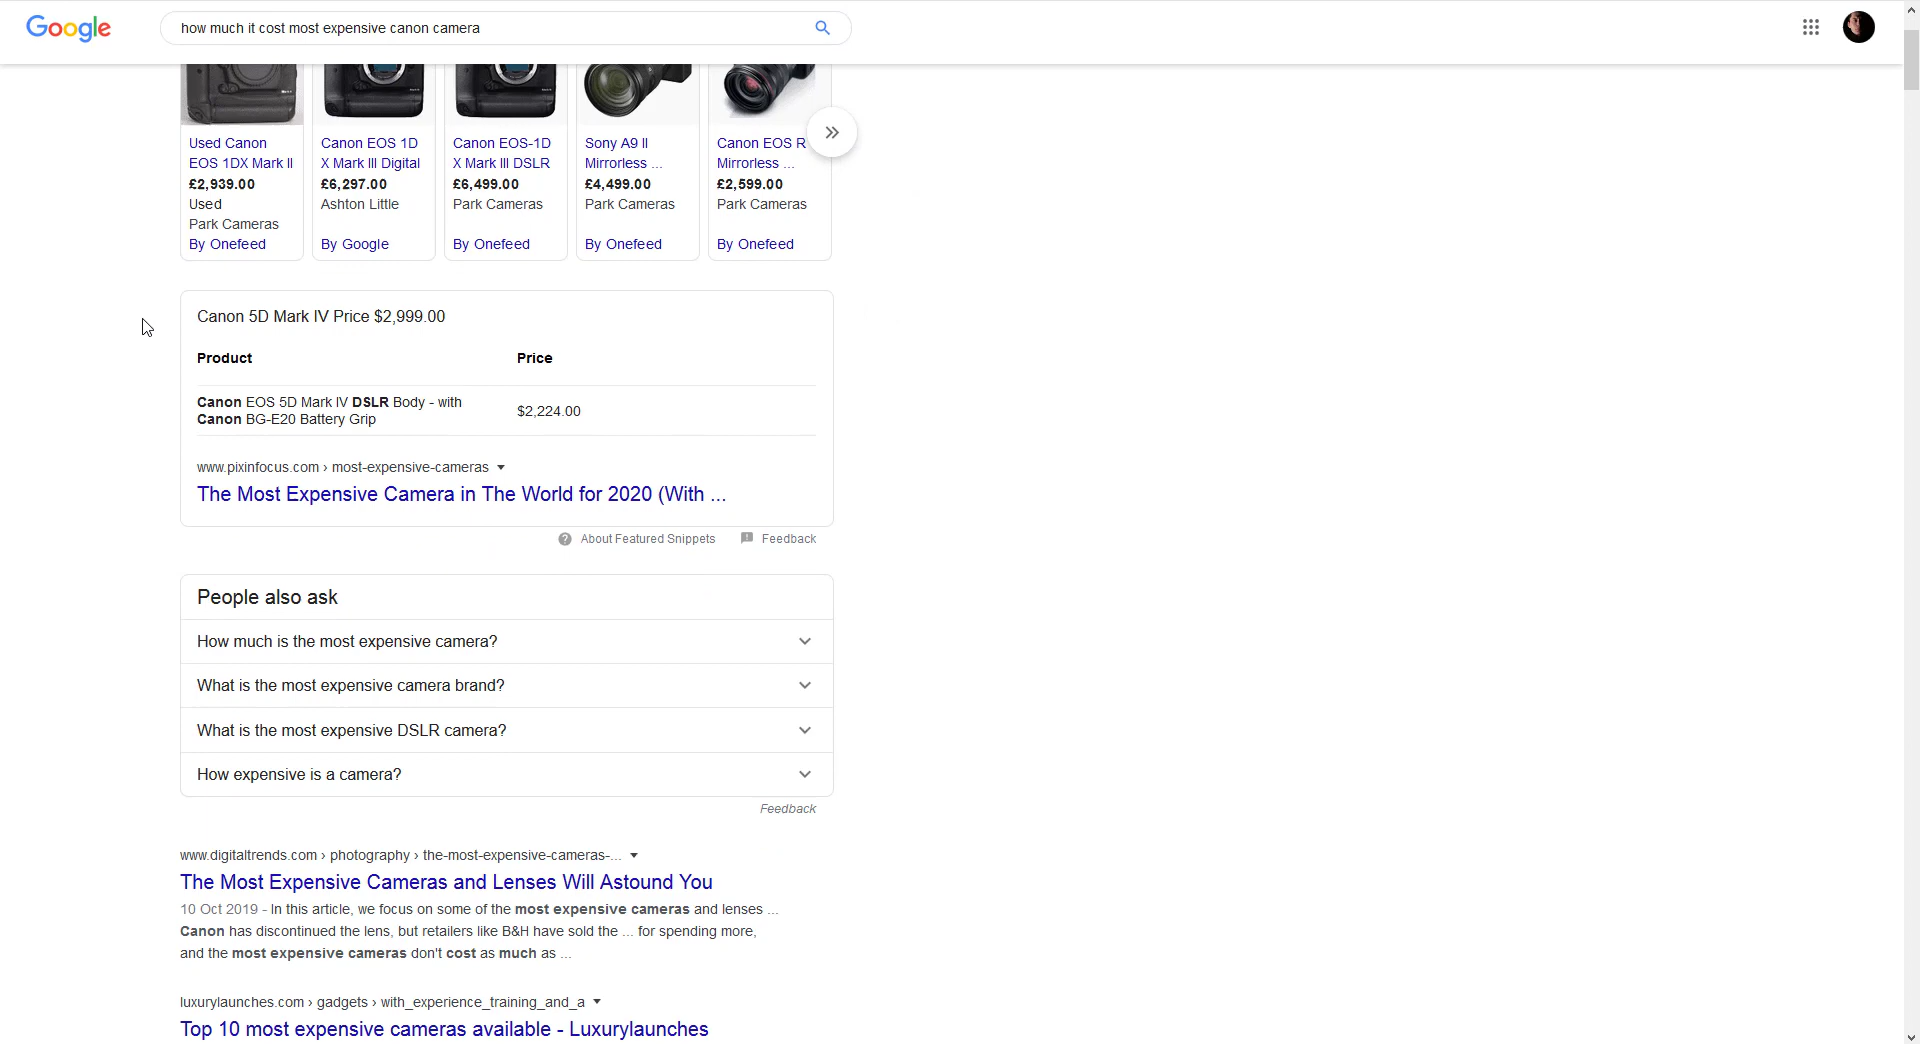 Google
how much it cost most expensive canon camera
Used Canon
EOS 1DX Mark II
£2,939.00
Used
Park Cameras
By Onefeed
Canon EOS 1D
X Mark III Digital
£6,297.00
Ashton Little
By Google
Canon EOS-1D
X Mark III DSLR
£6,499.00
Park Cameras
By Onefeed
Sony A9 II
Mirrorless ...
£4,499.00
Park Cameras
By Onefeed
Canon EOS R
Mirrorless ...
£2,599.00
Park Cameras
By Onefeed
Canon 5D Mark IV Price $2,999.00
Product Price
Canon EOS 5D Mark IV DSLR Body - with
Canon BG-E20 Battery Grip
$2,224.00
www.pixinfocus.com › most-expensive-cameras
The Most Expensive Camera in The World for 2020 (With ...
About Featured Snippets Feedback
People also ask
How much is the most expensive camera?
What is the most expensive camera brand?
What is the most expensive DSLR camera?
How expensive is a camera?
Feedback
www.digitaltrends.com › photography › the-most-expensive-cameras-...
The Most Expensive Cameras and Lenses Will Astound You
10 Oct 2019 - In this article, we focus on some of the most expensive cameras and lenses ...
Canon has discontinued the lens, but retailers like B&H have sold the ... for spending more,
and the most expensive cameras don't cost as much as ...
luxurylaunches.com › gadgets › with_experience_training_and_a
Top 10 most expensive cameras available - Luxurylaunches